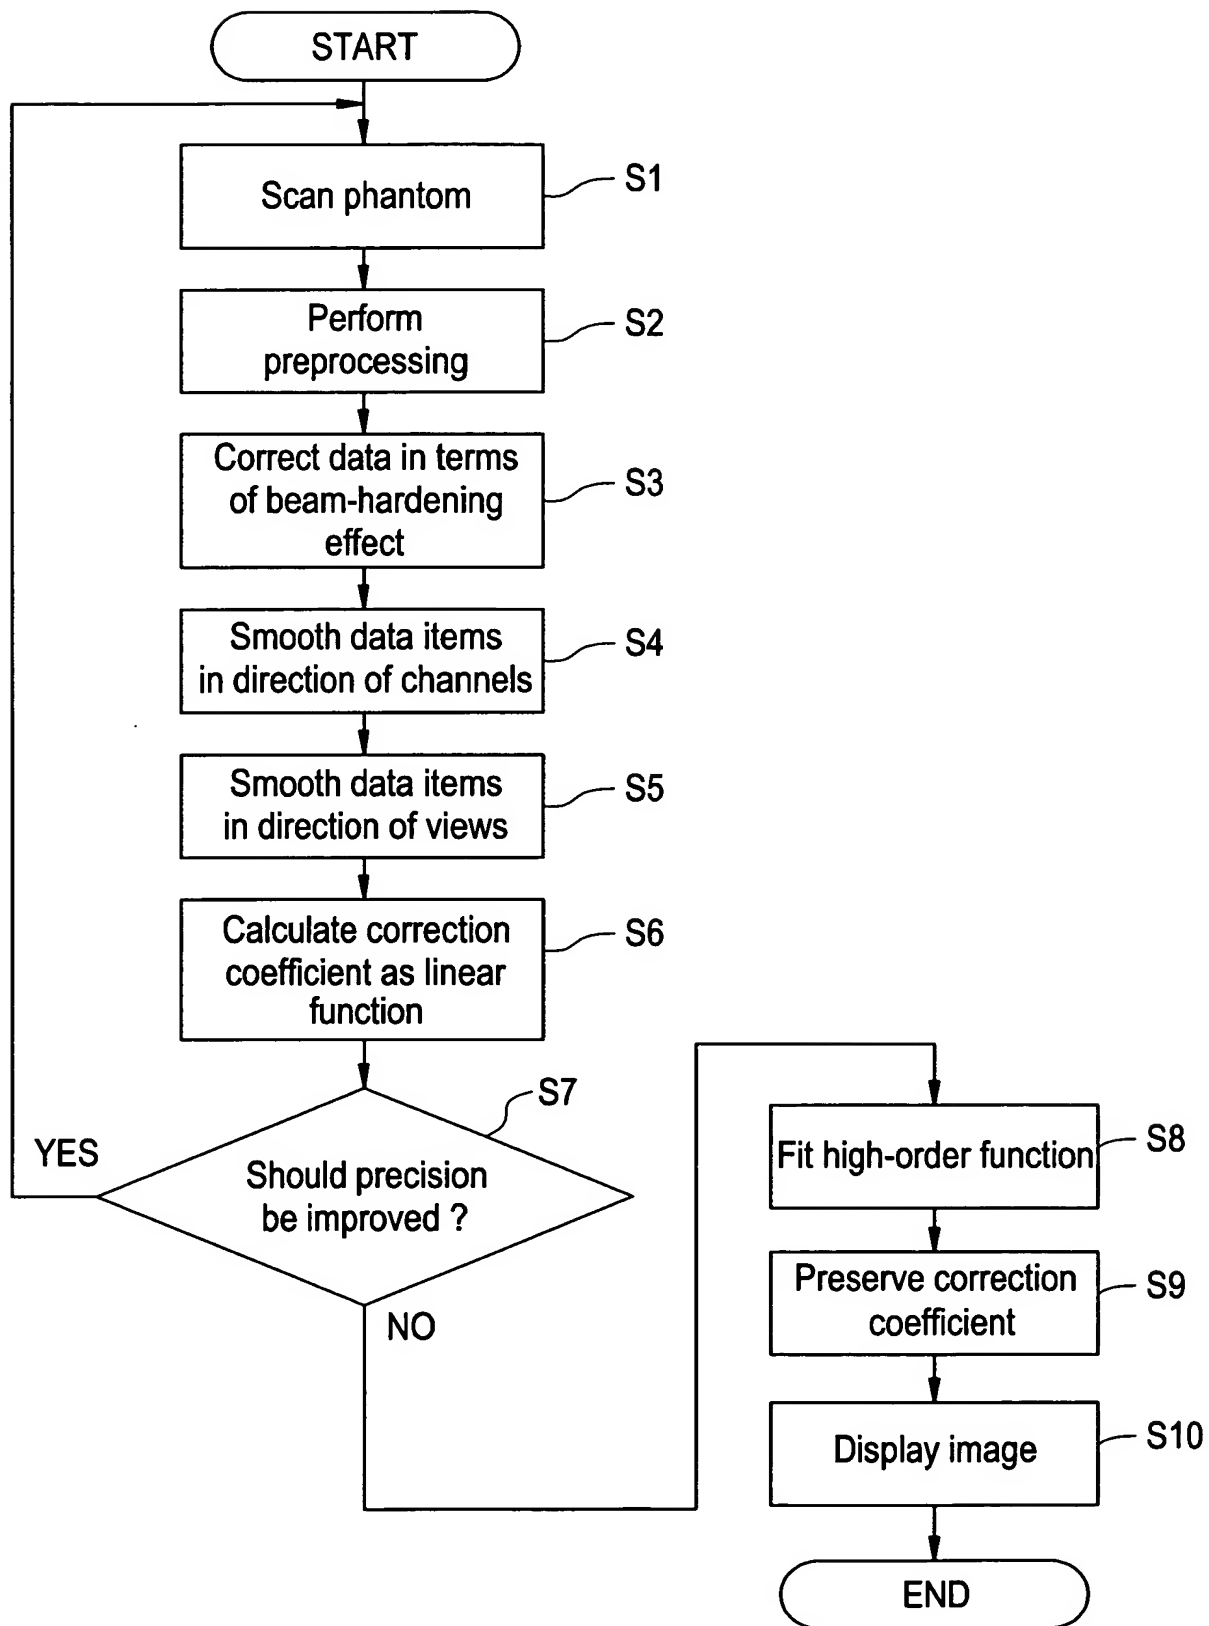 START
Scan phantom
S1
Perform
preprocessing
S2
Correct data in terms
of beam-hardening
effect
S3
Smooth data items
in direction of channels
S4
Smooth data items
in direction of views
S5
Calculate correction
coefficient as linear
function
S6
S7
YES
Should precision
be improved ?
NO
Fit high-order function
S8
Preserve correction
coefficient
S9
Display image
S10
END